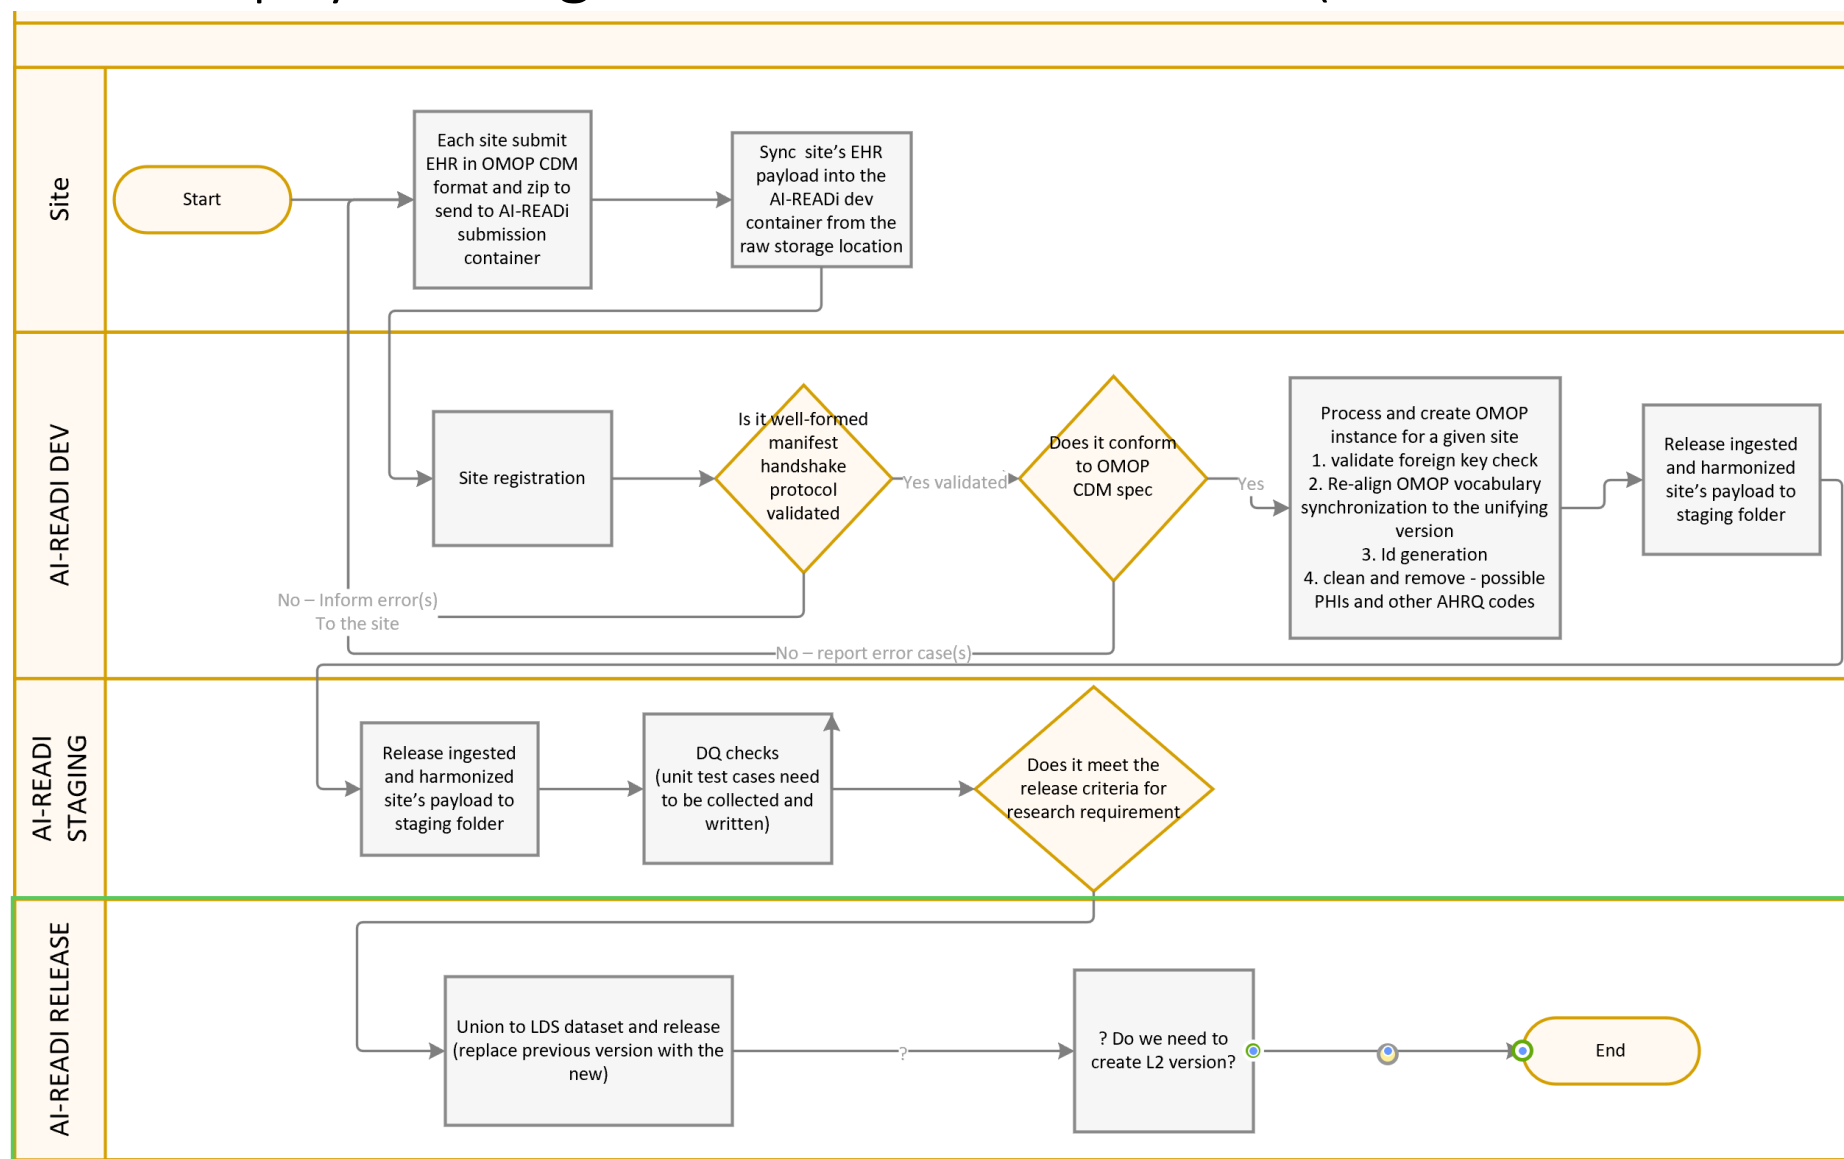 Site
Start
Each site submit
EHR in OMOP CDM
format and zip to
send to AI-READi
submission
container
Sync  site's EHR
payload into the
AI-READi dev
container from the
raw storage location
AI-READI DEV
Site registration
Is it well-formed
manifest
handshake
protocol
validated
Yes validated
Does it conform
to OMOP
CDM spec
Yes
Process and create OMOP
instance for a given site
1. validate foreign key check
2. Re-align OMOP vocabulary
synchronization to the unifying
version
3. Id generation
4. clean and remove - possible
PHIs and other AHRQ codes
Release ingested
and harmonized
site's payload to
staging folder
No – Inform error(s)
To the site
No – report error case(s)
AI-READI
STAGING
Release ingested
and harmonized
site's payload to
staging folder
DQ checks
(unit test cases need
to be collected and
written)
Does it meet the
release criteria for
research requirement
AI-READI RELEASE
Union to LDS dataset and release
(replace previous version with the
new)
?
? Do we need to
create L2 version?
End